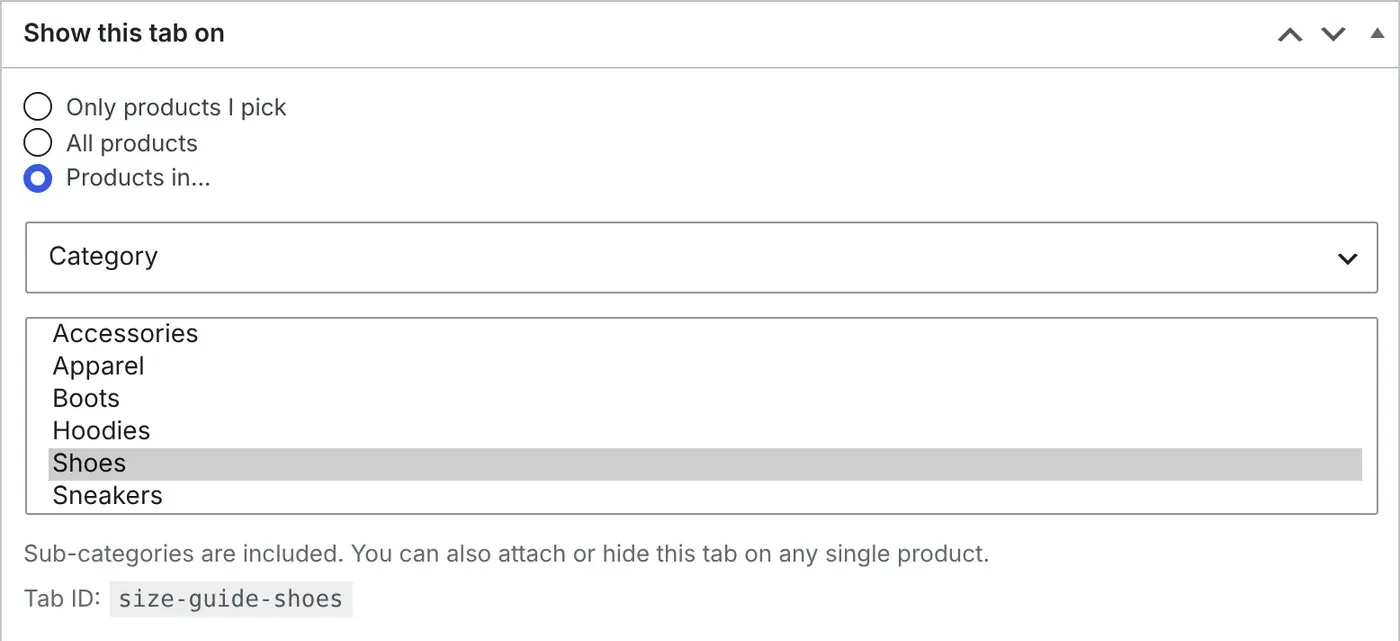 Show this tab on
Only products I pick
All products
Products in...
Category
Accessories
Apparel
Boots
Hoodies
Shoes
Sneakers
Sub-categories are included. You can also attach or hide this tab on any single product.
Tab ID: size-guide-shoes